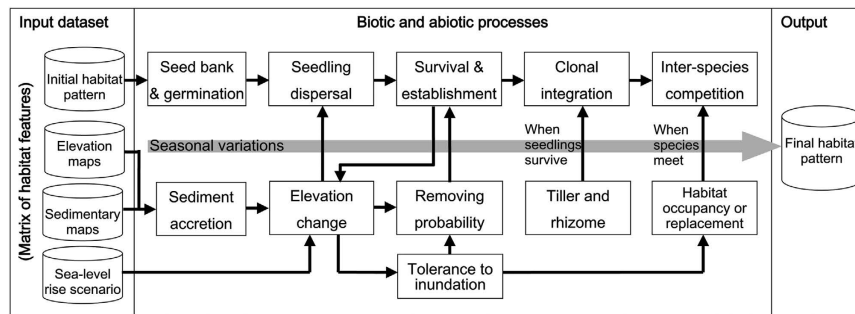 Input dataset
Biotic and abiotic processes
Output
(Matrix of habitat features)
Initial habitat
pattern
Seed bank
& germination
Seedling
dispersal
Survival &
establishment
Clonal
integration
Inter-species
competition
Elevation
maps
Seasonal variations
When
seedlings
survive
When
species
meet
Final habitat
pattern
Sedimentary
maps
Sediment
accretion
Elevation
change
Removing
probability
Tiller and
rhizome
Habitat
occupancy or
replacement
Sea-level
rise scenario
Tolerance to
inundation